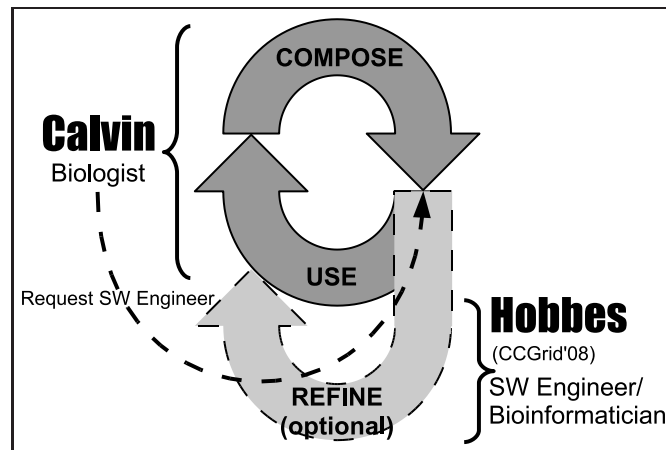 COMPOSE
Calvin
Biologist
USE
Request SW Engineer
Hobbes
(CCGrid'08)
SW Engineer/
Bioinformatician
REFINE
(optional)